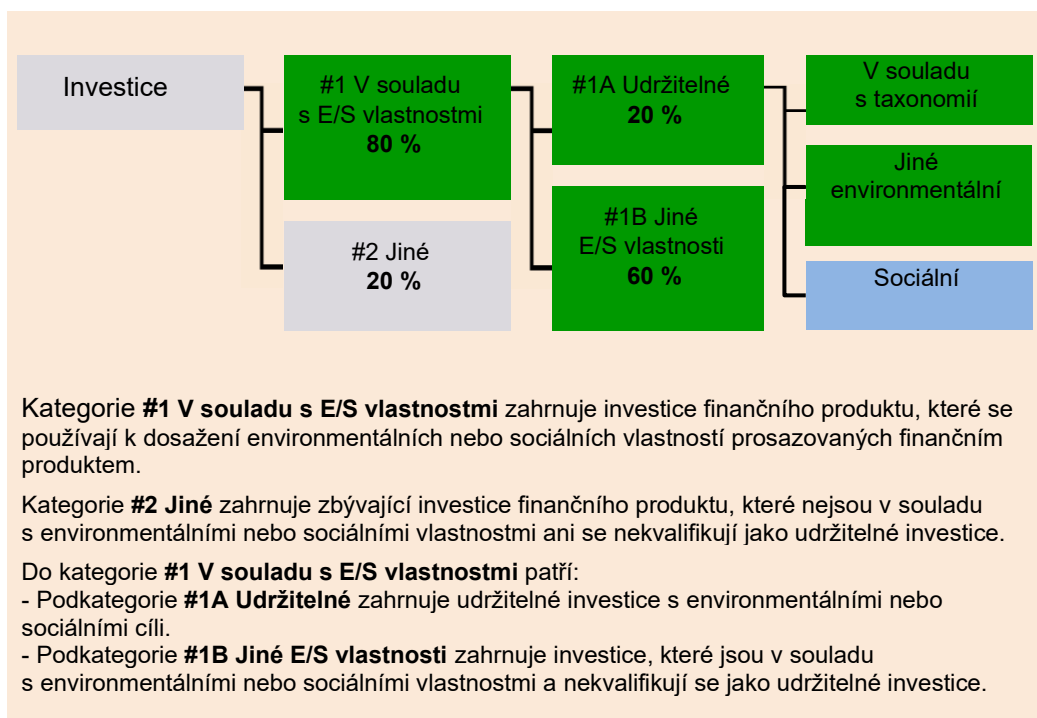 Investice
#1 V souladu
s E/S vlastnostmi
80 %
#2 Jiné
20 %
#1A Udržitelné
20 %
#1B Jiné
E/S vlastnosti
60 %
V souladu
s taxonomií
Jiné
environmentální
Sociální
Kategorie #1 V souladu s E/S vlastnostmi zahrnuje investice finančního produktu, které se
používají k dosažení environmentálních nebo sociálních vlastností prosazovaných finančním
produktem.
Kategorie #2 Jiné zahrnuje zbývající investice finančního produktu, které nejsou v souladu
s environmentálními nebo sociálními vlastnostmi ani se nekvalifikují jako udržitelné investice.
Do kategorie #1 V souladu s E/S vlastnostmi patří:
- Podkategorie #1A Udržitelné zahrnuje udržitelné investice s environmentálními nebo
sociálními cíli.
- Podkategorie #1B Jiné E/S vlastnosti zahrnuje investice, které jsou v souladu
s environmentálními nebo sociálními vlastnostmi a nekvalifikují se jako udržitelné investice.